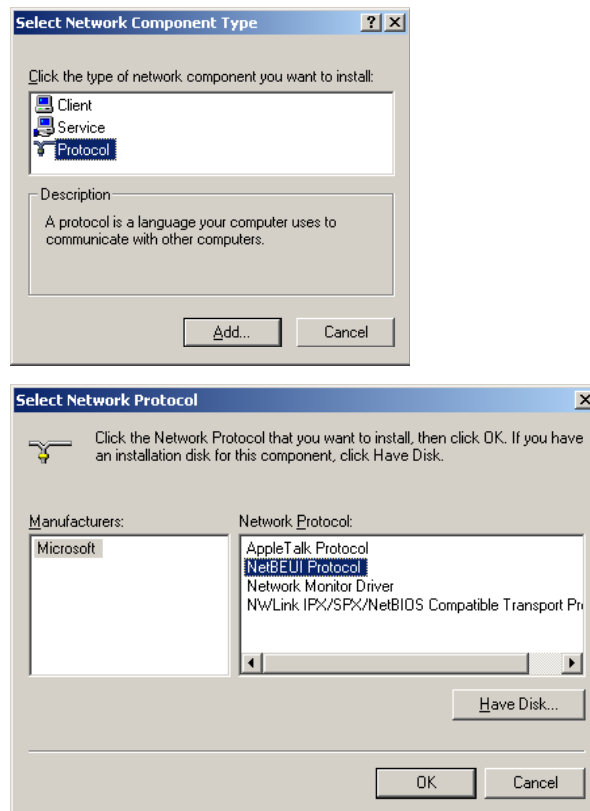 Select Network Component Type
Click the type of network component you want to install:
Client
Service
Protocol
Description
A protocol is a language your computer uses to
communicate with other computers.
Add... Cancel
Select Network Protocol
Click the Network Protocol that you want to install, then click OK. If you have
an installation disk for this component, click Have Disk.
Manufacturers: Network Protocol:
Microsoft AppleTalk Protocol
NetBEUI Protocol
Network Monitor Driver
NWLink IPX/SPX/NetBIOS Compatible Transport
Have Disk...
OK Cancel